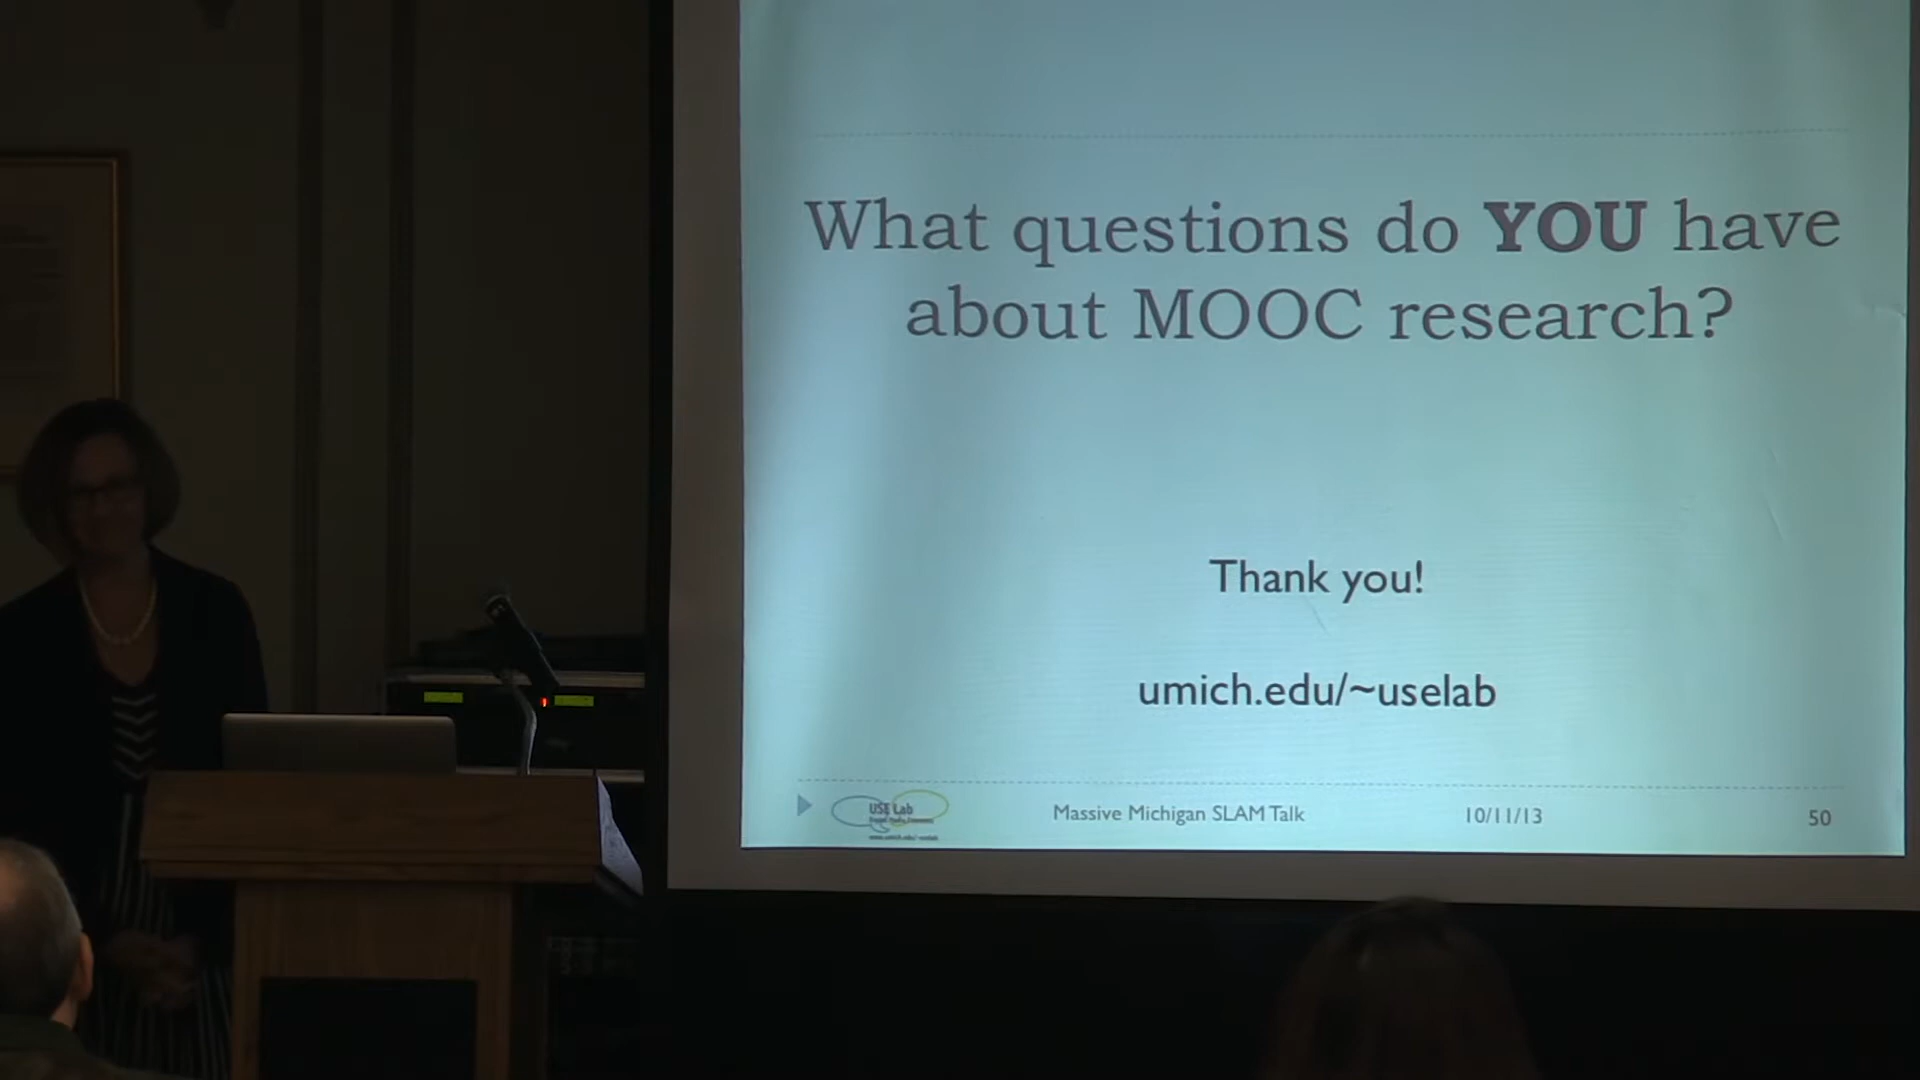 What questions do YOU have
about MOOC research?
Thank you!
umich.edu/~uselab
USE Lab
Massive Michigan SLAM Talk
10/11/13
50